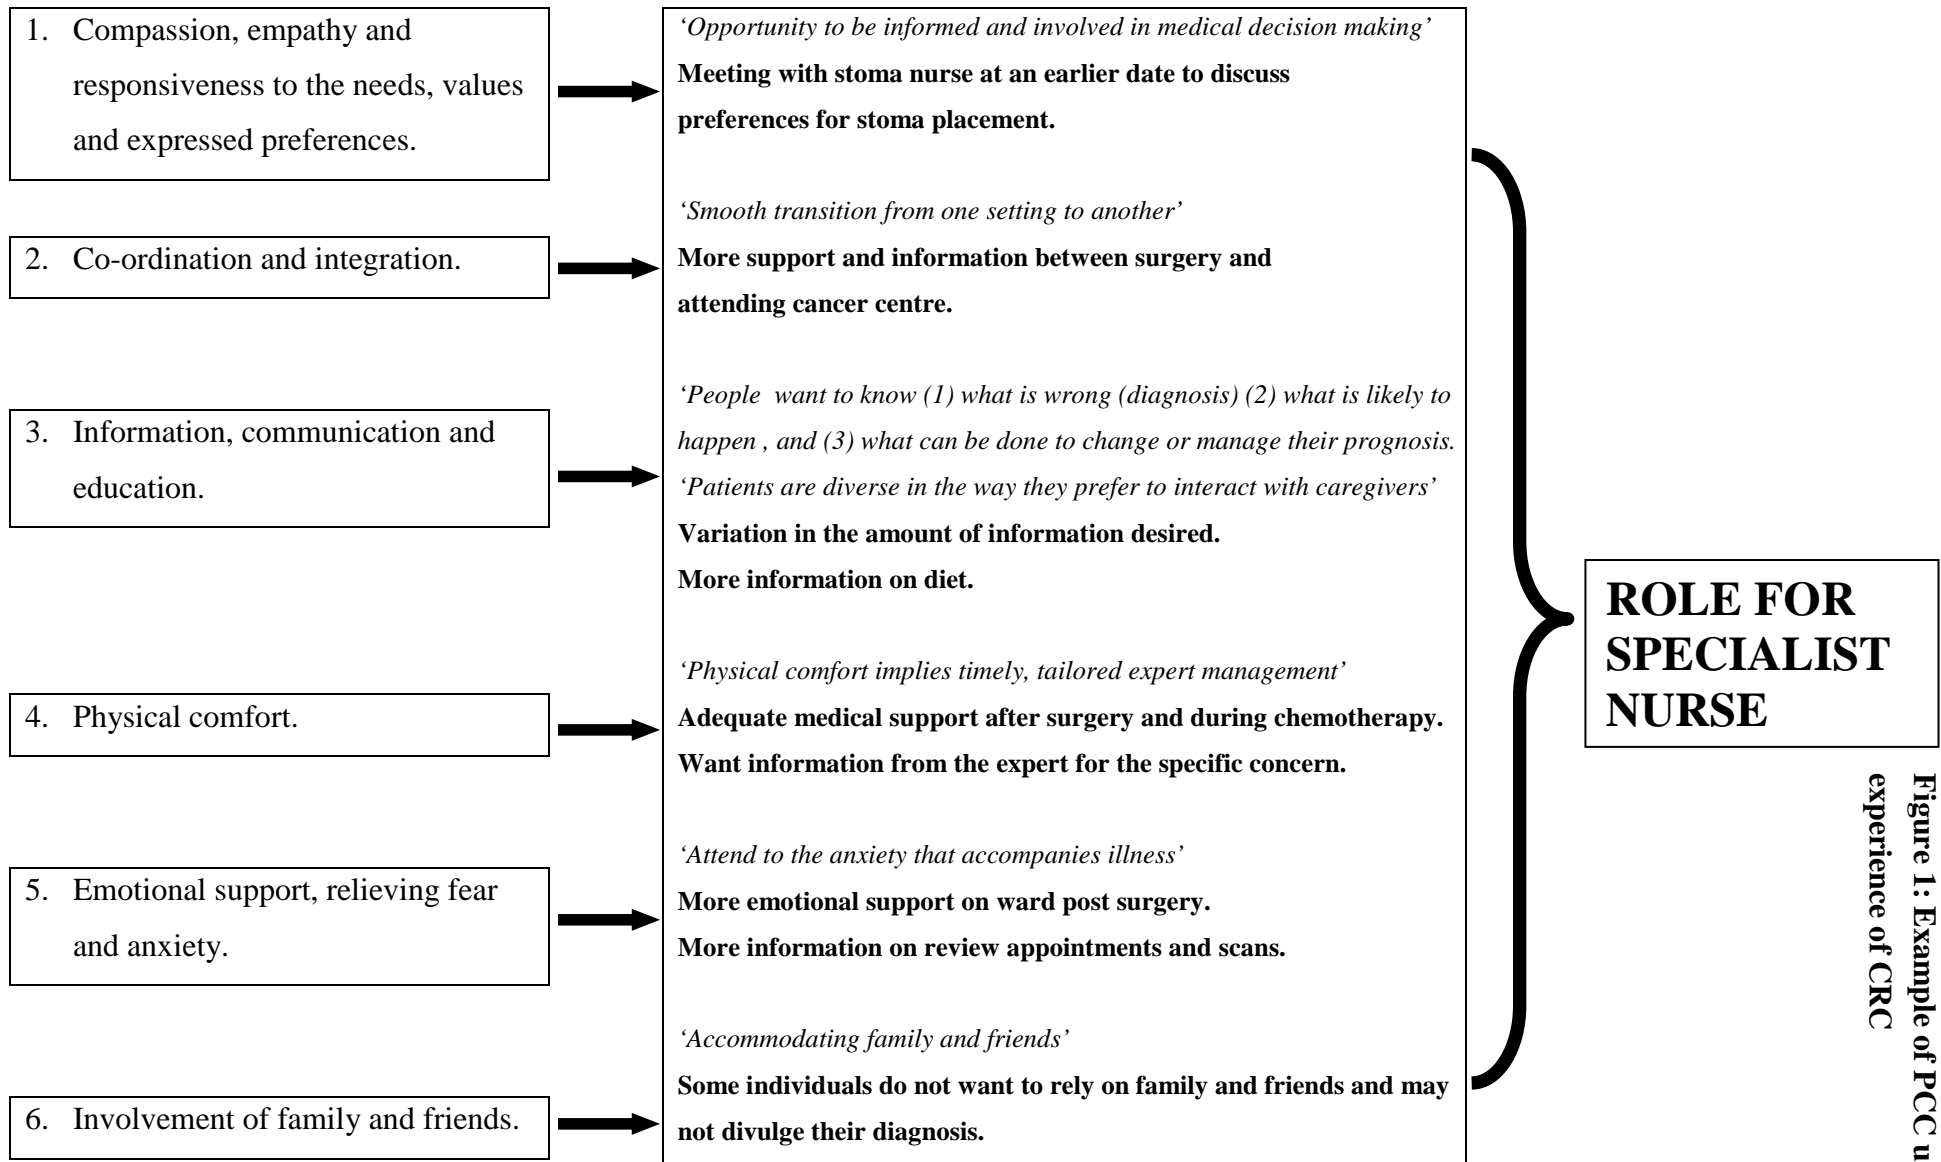 1. Compassion, empathy and
responsiveness to the needs, values
and expressed preferences.
2. Co-ordination and integration.
3. Information, communication and
education.
4. Physical comfort.
5. Emotional support, relieving fear
and anxiety.
6. Involvement of family and friends.
‘Opportunity to be informed and involved in medical decision making’
Meeting with stoma nurse at an earlier date to discuss
preferences for stoma placement.
‘Smooth transition from one setting to another’
More support and information between surgery and
attending cancer centre.
‘People want to know (1) what is wrong (diagnosis) (2) what is likely to
happen , and (3) what can be done to change or manage their prognosis.
‘Patients are diverse in the way they prefer to interact with caregivers’
Variation in the amount of information desired.
More information on diet.
‘Physical comfort implies timely, tailored expert management’
Adequate medical support after surgery and during chemotherapy.
Want information from the expert for the specific concern.
‘Attend to the anxiety that accompanies illness’
More emotional support on ward post surgery.
More information on review appointments and scans.
‘Accommodating family and friends’
Some individuals do not want to rely on family and friends and may
not divulge their diagnosis.
ROLE FOR
SPECIALIST
NURSE
Figure 1: Example of PCC u
experience of CRC